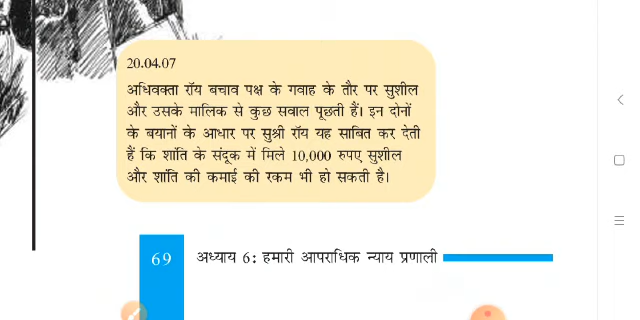 20.04.07
अधिवक्ता रॉय बचाव पक्ष के गवाह के तौर पर सुशील
और उसके मालिक से कुछ सवाल पूछती हैं। इन दोनों
के बयानों के आधार पर सुश्री रॉय यह साबित कर देती
हैं कि शांति के संदूक में मिले 10,000 रुपए सुशील
और शांति की कमाई की रकम भी हो सकती है।
69 अध्याय 6: हमारी आपराधिक न्याय प्रणाली